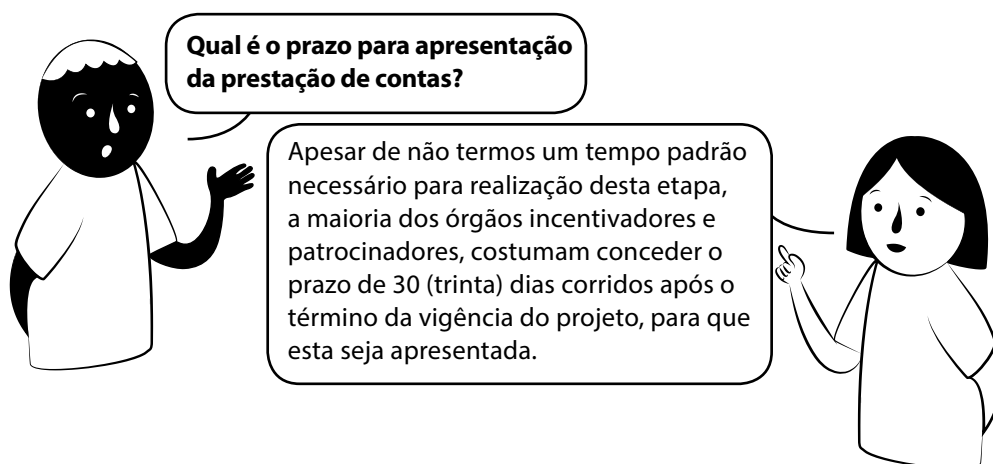 Qual é o prazo para apresentação
da prestação de contas?
Apesar de não termos um tempo padrão
necessário para realização desta etapa,
a maioria dos órgãos incentivadores e
patrocinadores, costumam conceder o
prazo de 30 (trinta) dias corridos após o
término da vigência do projeto, para que
esta seja apresentada.